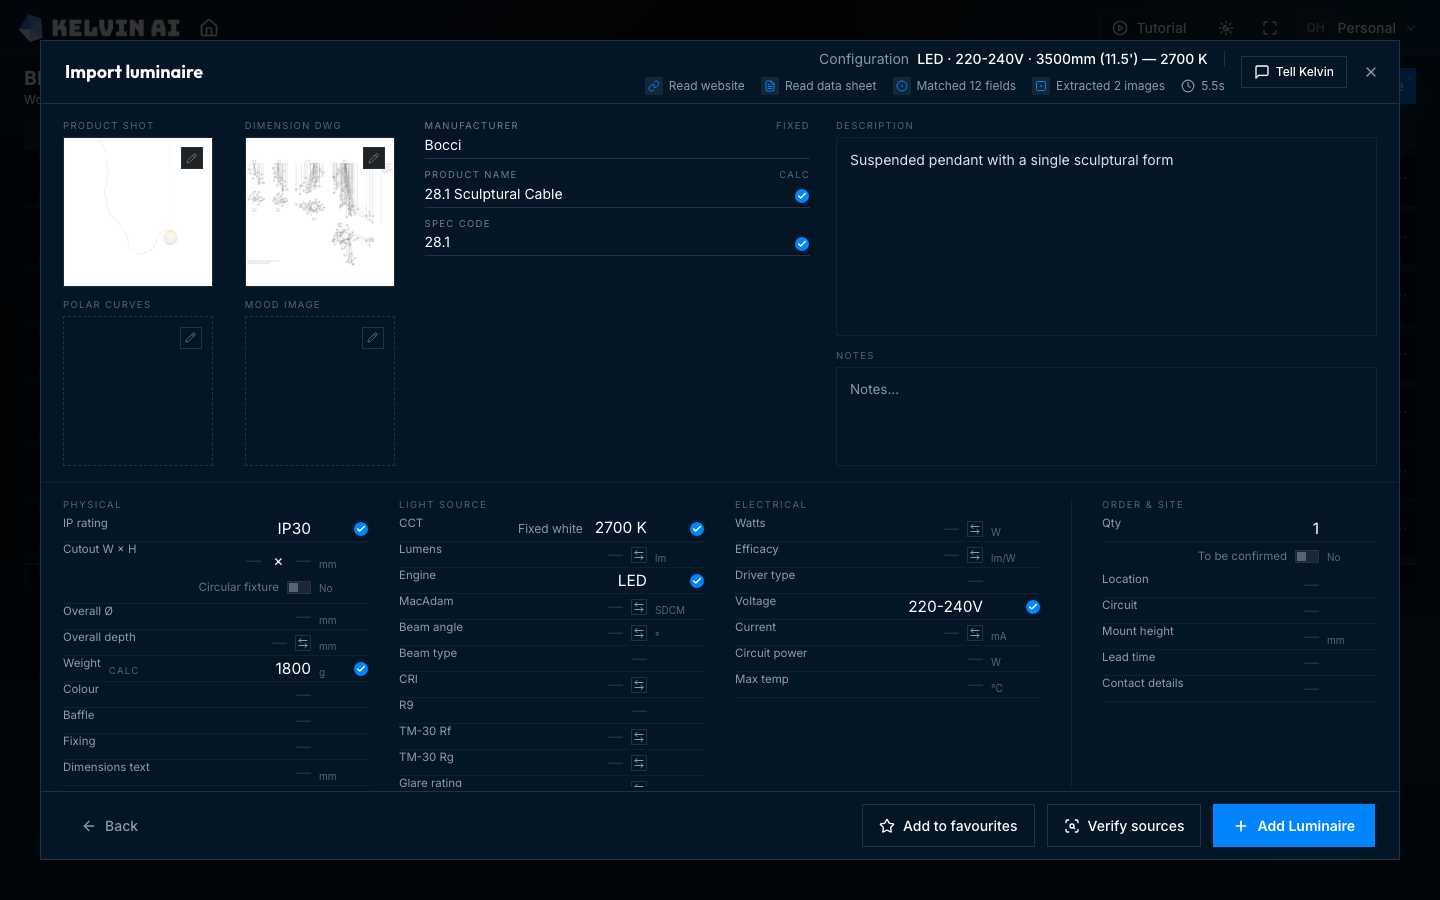 KELVIN AI
Tutorial
QH Personal
Import luminaire
Configuration LED · 220-240V · 3500mm (11.5') — 2700 K
Read website
Read data sheet
Matched 12 fields
Extracted 2 images
5.5s
Tell Kelvin
PRODUCT SHOT
DIMENSION DWG
POLAR CURVES
MOOD IMAGE
MANUFACTURER FIXED
Bocci
PRODUCT NAME CALC
28.1 Sculptural Cable
SPEC CODE
28.1
DESCRIPTION
Suspended pendant with a single sculptural form
NOTES
Notes...
PHYSICAL
IP rating IP30
Cutout W × H — × — mm
Circular fixture No
Overall Ø — mm
Overall depth — mm
Weight CALC 1800 g
Colour —
Baffle —
Fixing —
Dimensions text — mm
LIGHT SOURCE
CCT Fixed white 2700 K
Lumens — lm
Engine LED
MacAdam — SDCM
Beam angle — °
Beam type —
CRI —
R9 —
TM-30 Rf —
TM-30 Rg —
Glare rating
ELECTRICAL
Watts — W
Efficacy — lm/W
Driver type —
Voltage 220-240V
Current — mA
Circuit power — W
Max temp — °C
ORDER & SITE
Qty 1
To be confirmed No
Location —
Circuit —
Mount height — mm
Lead time —
Contact details —
Back
Add to favourites
Verify sources
Add Luminaire